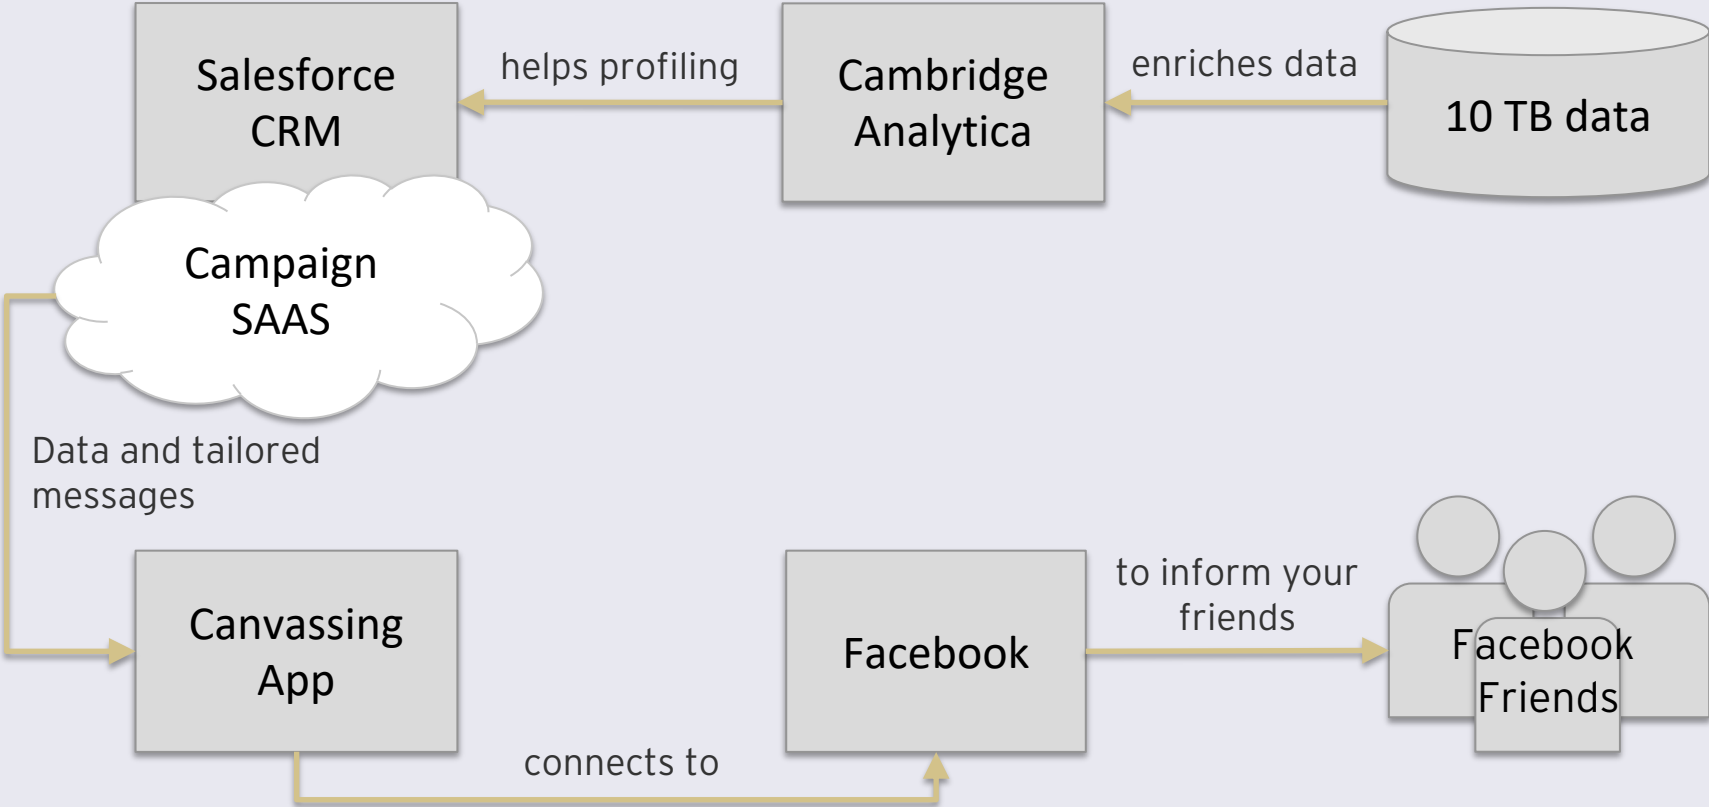 Salesforce
CRM
helps profiling
Cambridge
Analytica
enriches data
10 TB data
Campaign
SAAS
Data and tailored
messages
Canvassing
App
connects to
Facebook
to inform your
friends
Facebook
Friends